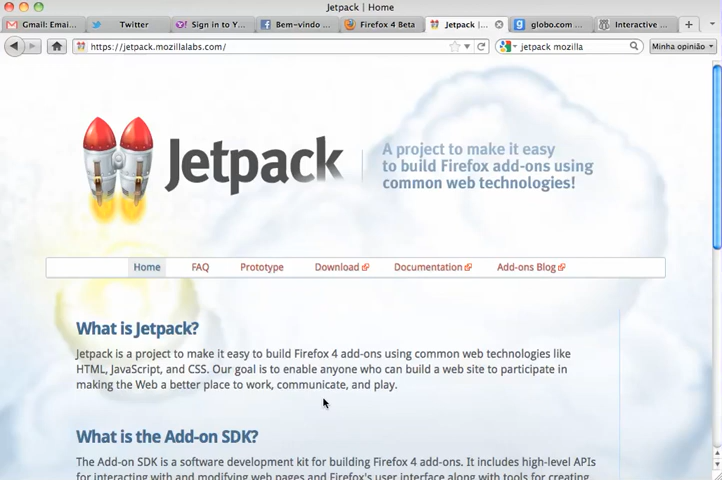 Jetpack | Home
Gmail: Emai...
Twitter
Sign in to Y...
Bem-vindo ...
Firefox 4 Beta
Jetpack |...
globo.com ...
Interactive ...
https://jetpack.mozillalabs.com/
jetpack mozilla
Minha opinião
Jetpack
A project to make it easy
to build Firefox add-ons using
common web technologies!
Home
FAQ
Prototype
Download
Documentation
Add-ons Blog
What is Jetpack?
Jetpack is a project to make it easy to build Firefox 4 add-ons using common web technologies like
HTML, JavaScript, and CSS. Our goal is to enable anyone who can build a web site to participate in
making the Web a better place to work, communicate, and play.
What is the Add-on SDK?
The Add-on SDK is a software development kit for building Firefox 4 add-ons. It includes high-level APIs
for interacting with and modifying web pages and Firefox's user interface along with tools for creating,